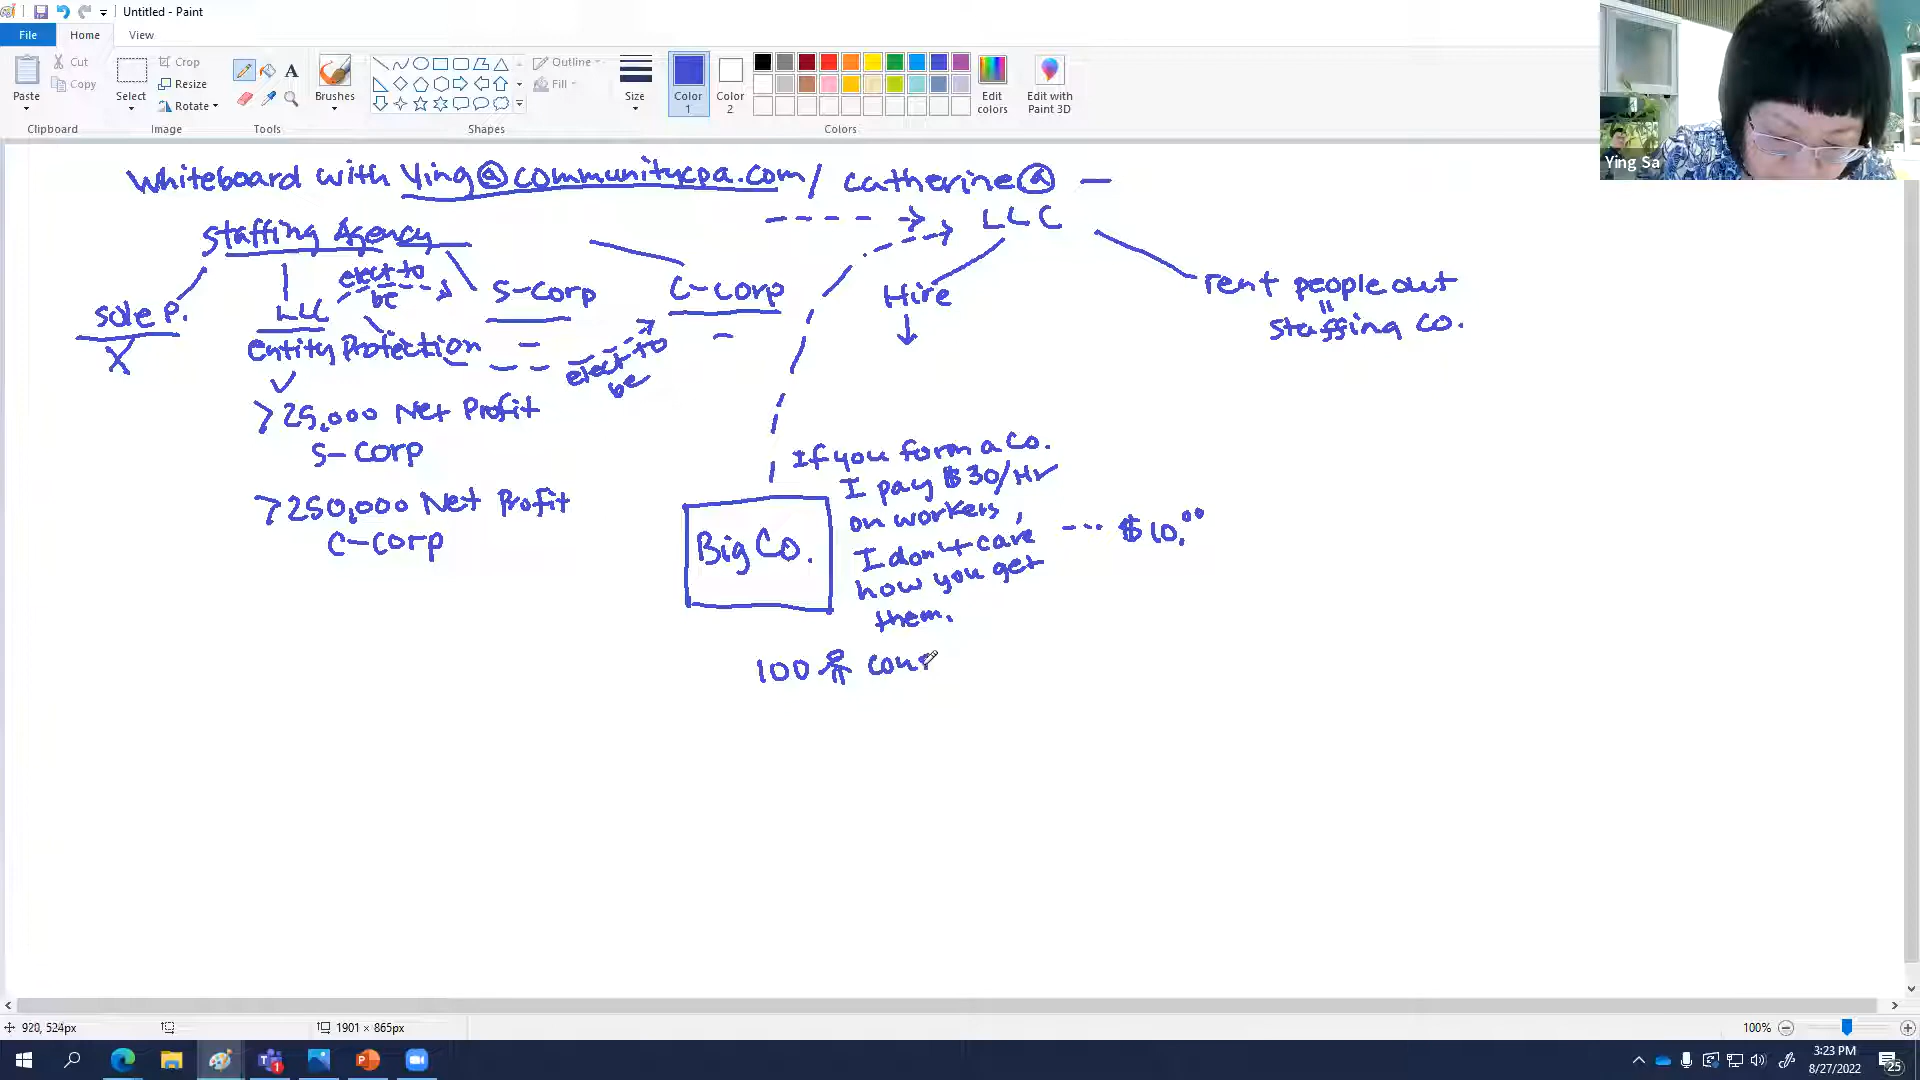 Untitled - Paint
File
Home
View
Paste
Cut
Copy
Clipboard
Select
Crop
Resize
Rotate
Image
A
Tools
Brushes
Outline
Fill
Shapes
Size
Color 1
Color 2
Edit colors
Edit with Paint 3D
Colors
Ying Sa
Whiteboard with Ying@communitycpa.com / catherine@ —
Staffing Agency
Sole P.
X
LLC
elect to
be
S-Corp
C-Corp
Entity Protection
elect to
be
>25,000 Net Profit
S-Corp
>250,000 Net Profit
C-Corp
LLC
Hire
rent people out
=
staffing Co.
Big Co.
If you form a Co.
I pay $30/Hr
on workers,
I don't care
how you get
them.
--- $10.00
100
920, 524px
1901 × 865px
100%
3:23 PM
8/27/2022
25